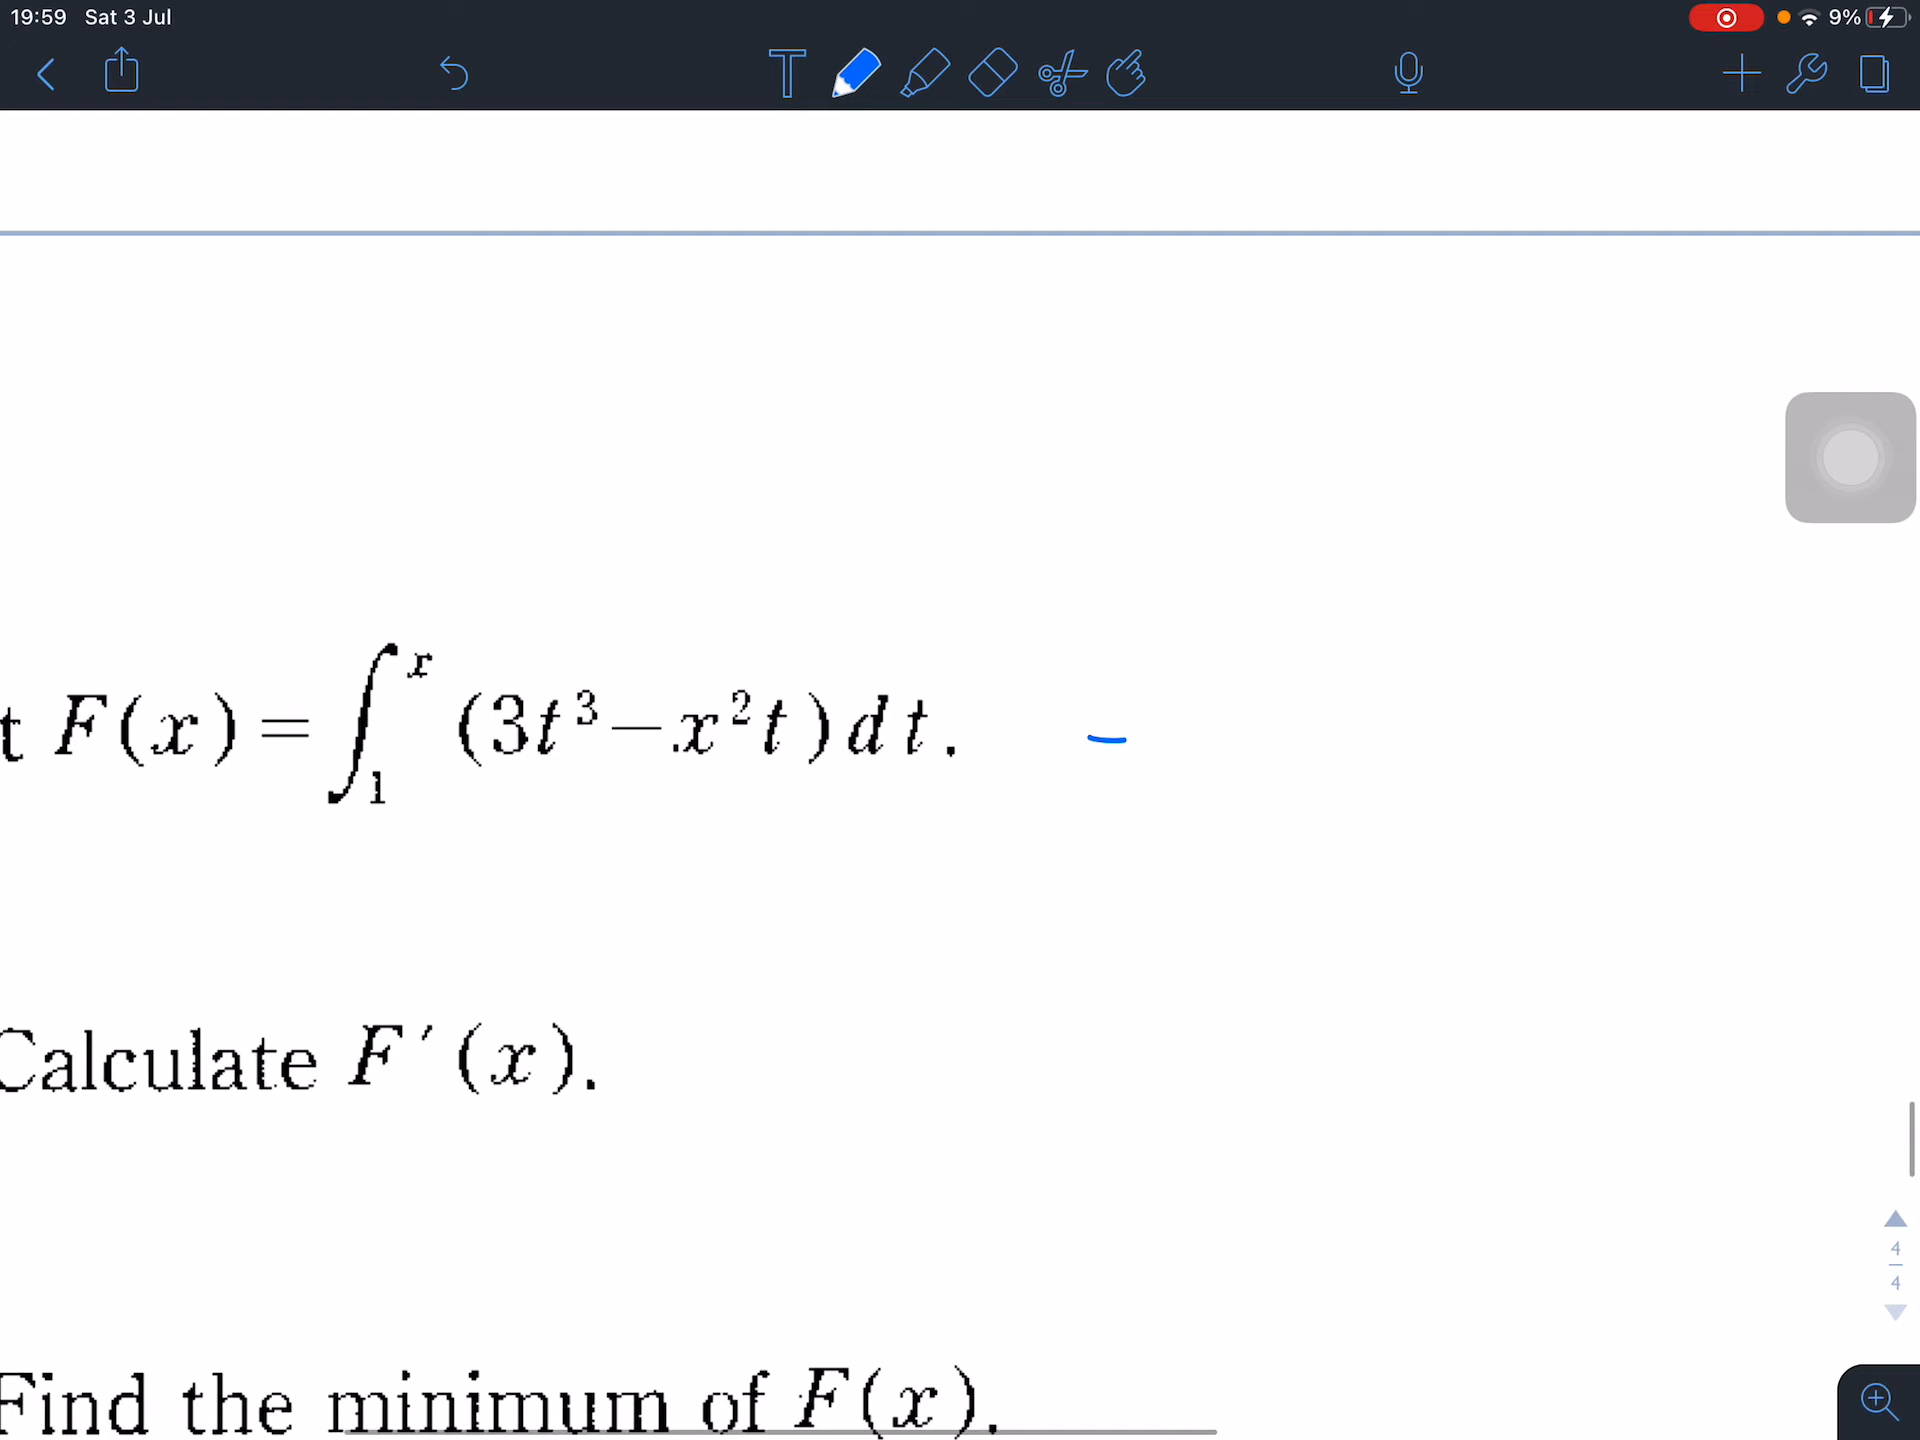 19:59 Sat 3 Jul 9%
T
t F(x) = ∫₁ˣ (3t³ − x²t) dt. −
Calculate F′(x).
4
4
Find the minimum of F(x).